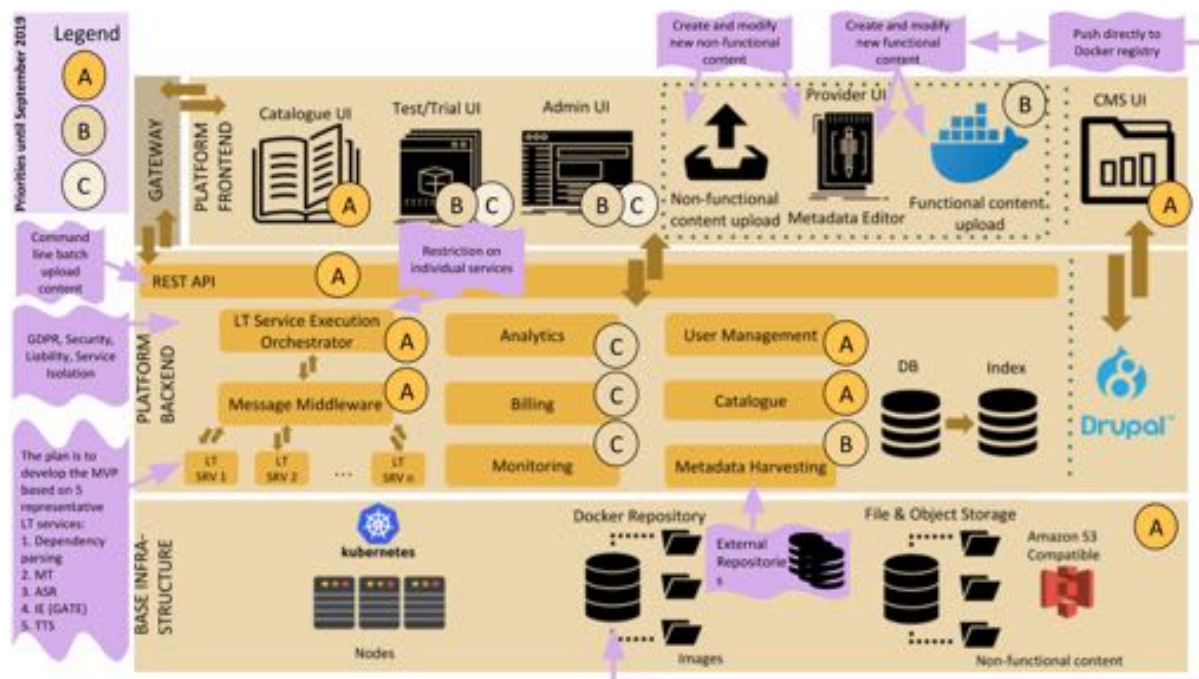 Priorities until September 2019
Legend
A
B
C
Create and modify
new non-functional
content
Create and modify
new functional
content
Push directly to
Docker registry
GATEWAY
PLATFORM
FRONTEND
Catalogue UI
A
Test/Trial UI
B
C
Admin UI
B
C
Provider UI
B
Non-functional
content upload
Metadata Editor
Functional content
upload
CMS UI
A
Command
line batch
upload
content
Restriction on
individual services
REST API
A
GDPR, Security,
Liability, Service
Isolation
PLATFORM
BACKEND
LT Service Execution
Orchestrator
A
Message Middleware
A
LT
SRV 1
LT
SRV 2
...
LT
SRV n
Analytics
C
Billing
C
Monitoring
C
User Management
A
Catalogue
A
Metadata Harvesting
B
DB
Index
8
Drupal™
The plan is to
develop the MVP
based on 5
representative
LT services:
1. Dependency
parsing
2. MT
3. ASR
4. IE (GATE)
5. TTS
BASE INFRA-
STRUCTURE
kubernetes
Nodes
Docker Repository
Images
External
Repositorie
s
File & Object Storage
Amazon S3
Compatible
A
Non-functional content